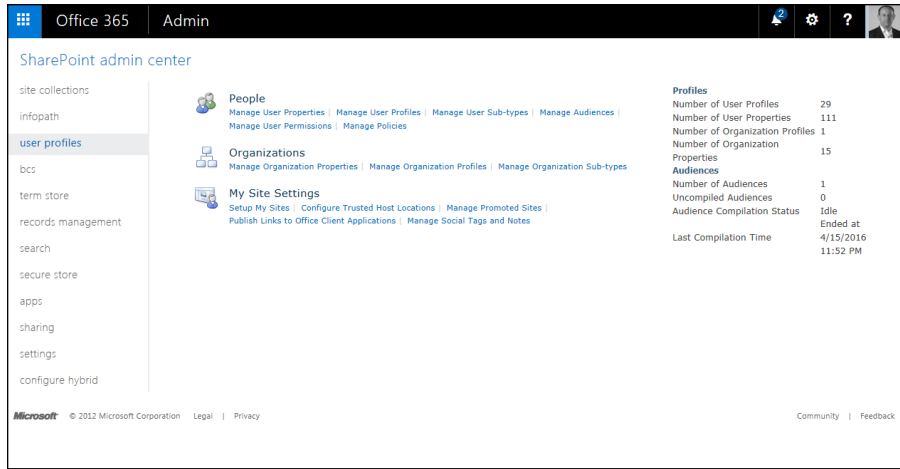 Office 365 Admin 2 ?
SharePoint admin center
site collections
infopath
user profiles
bcs
term store
records management
search
secure store
apps
sharing
settings
configure hybrid
People
Manage User Properties | Manage User Profiles | Manage User Sub-types | Manage Audiences |
Manage User Permissions | Manage Policies
Organizations
Manage Organization Properties | Manage Organization Profiles | Manage Organization Sub-types
My Site Settings
Setup My Sites | Configure Trusted Host Locations | Manage Promoted Sites |
Publish Links to Office Client Applications | Manage Social Tags and Notes
Profiles
Number of User Profiles 29
Number of User Properties 111
Number of Organization Profiles 1
Number of Organization
Properties 15
Audiences
Number of Audiences 1
Uncompiled Audiences 0
Audience Compilation Status Idle
Last Compilation Time Ended at
4/15/2016
11:52 PM
Microsoft © 2012 Microsoft Corporation Legal | Privacy Community | Feedback